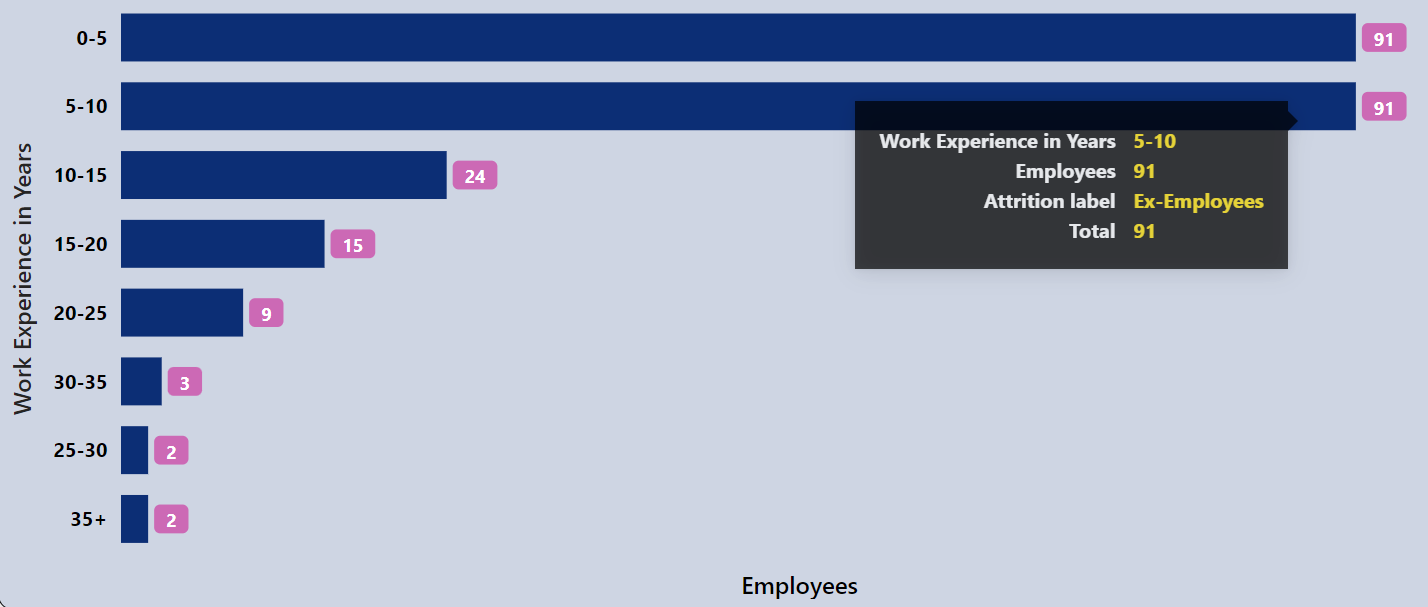 Work Experience in Years
0-5 91
5-10 91
10-15 24
15-20 15
20-25 9
30-35 3
25-30 2
35+ 2
Employees
Work Experience in Years 5-10
Employees 91
Attrition label Ex-Employees
Total 91